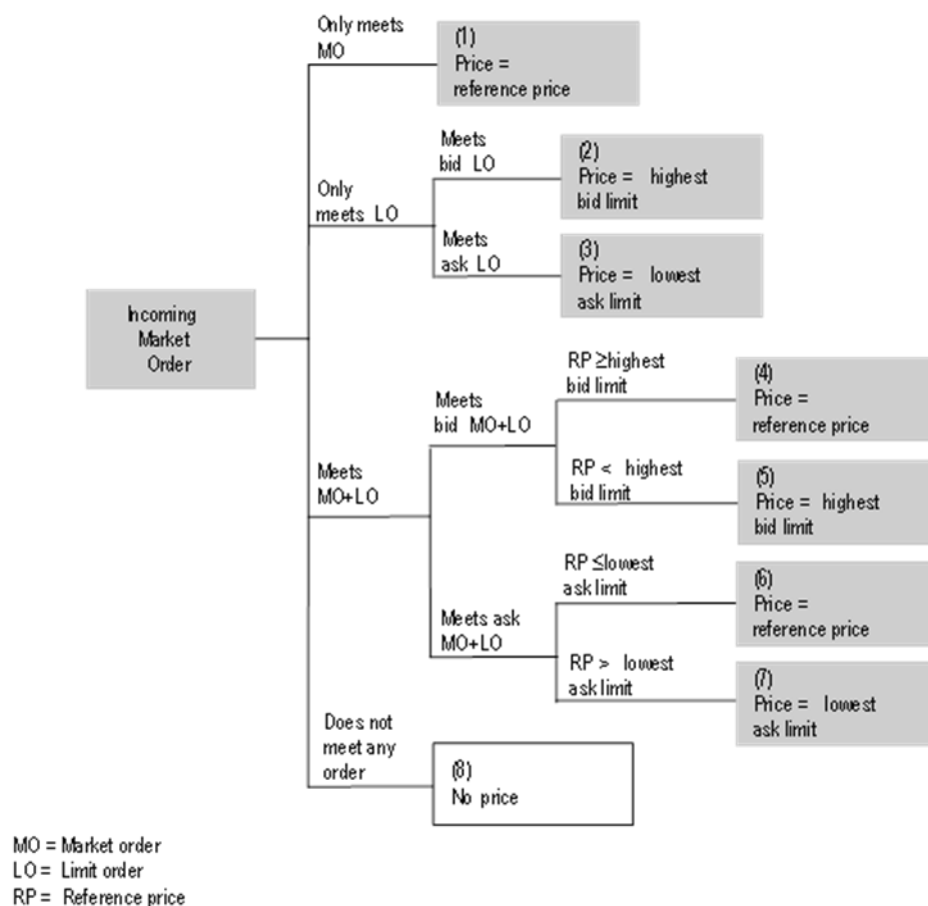 Only meets
MO
(1)
Price =
reference price
Meets
bid LO
(2)
Price = highest
bid limit
Only
meets LO
Meets
ask LO
(3)
Price = lowest
ask limit
Incoming
Market
Order
RP ≥highest
bid limit
(4)
Price =
reference price
Meets
bid MO+LO
RP < highest
bid limit
(5)
Price = highest
bid limit
Meets
MO+LO
RP ≤lowest
ask limit
(6)
Price =
reference price
Meets ask
MO+LO
RP > lowest
ask limit
(7)
Price = lowest
ask limit
Does not
meet any
order
(8)
No price
MO = Market order
LO = Limit order
RP = Reference price